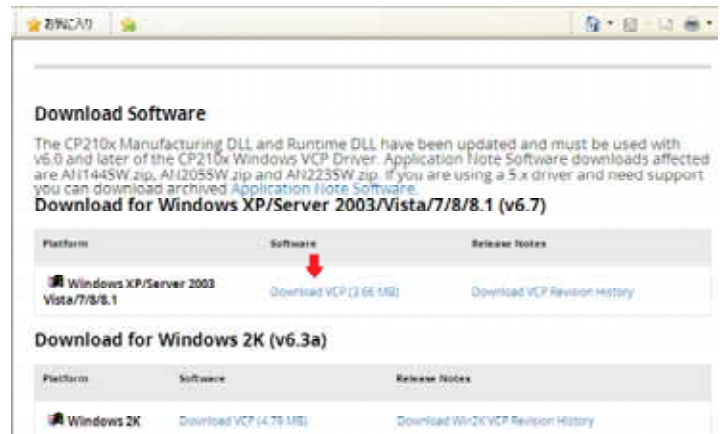 お気に入り
Download Software
The CP210x Manufacturing DLL and Runtime DLL have been updated and must be used with
v6.0 and later of the CP210x Windows VCP Driver. Application Note Software downloads affected
are AN144SW.zip, AN205SW.zip and AN223SW.zip. If you are using a 5.x driver and need support
you can download archived Application Note Software.
Download for Windows XP/Server 2003/Vista/7/8/8.1 (v6.7)
Platform Software Release Notes
Windows XP/Server 2003 Download VCP (3.66 MB) Download VCP Revision History
Vista/7/8/8.1
Download for Windows 2K (v6.3a)
Platform Software Release Notes
Windows 2K Download VCP (4.79 MB) Download Win2K VCP Revision History